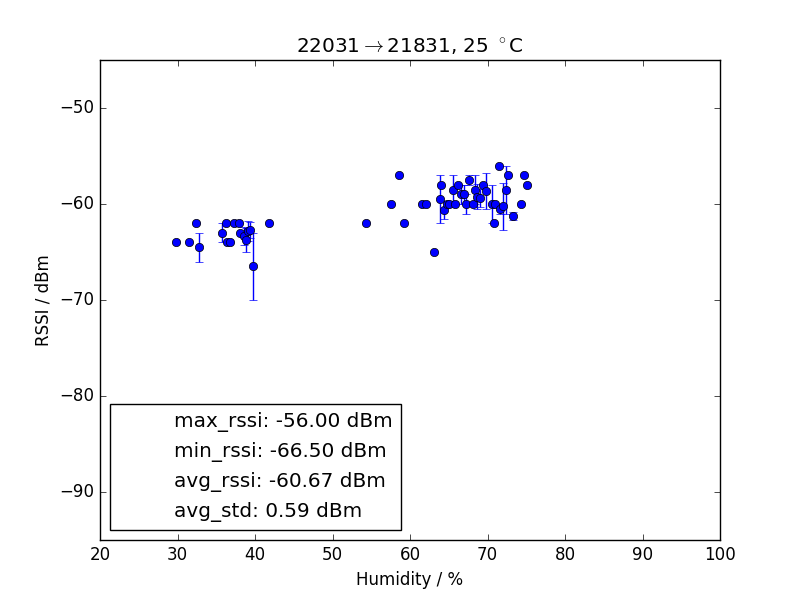 22031→21831, 25 °C
−50
−60
−70
−80
−90
RSSI / dBm
max_rssi: -56.00 dBm
min_rssi: -66.50 dBm
avg_rssi: -60.67 dBm
avg_std: 0.59 dBm
20 30 40 50 60 70 80 90 100
Humidity / %